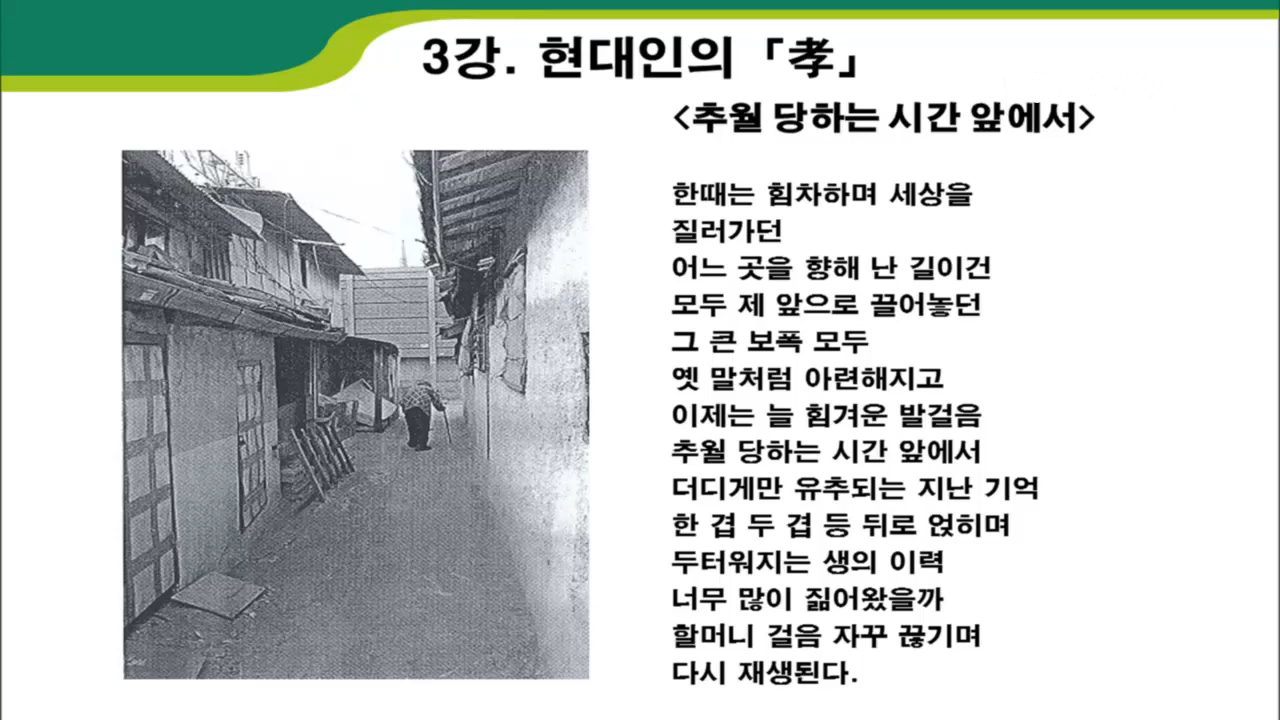 3강. 현대인의 「孝」
<추월 당하는 시간 앞에서>
한때는 힘차하며 세상을
질러가던
어느 곳을 향해 난 길이건
모두 제 앞으로 끌어놓던
그 큰 보폭 모두
옛 말처럼 아련해지고
이제는 늘 힘겨운 발걸음
추월 당하는 시간 앞에서
더디게만 유추되는 지난 기억
한 겹 두 겹 등 뒤로 얹히며
두터워지는 생의 이력
너무 많이 짊어왔을까
할머니 걸음 자꾸 끊기며
다시 재생된다.